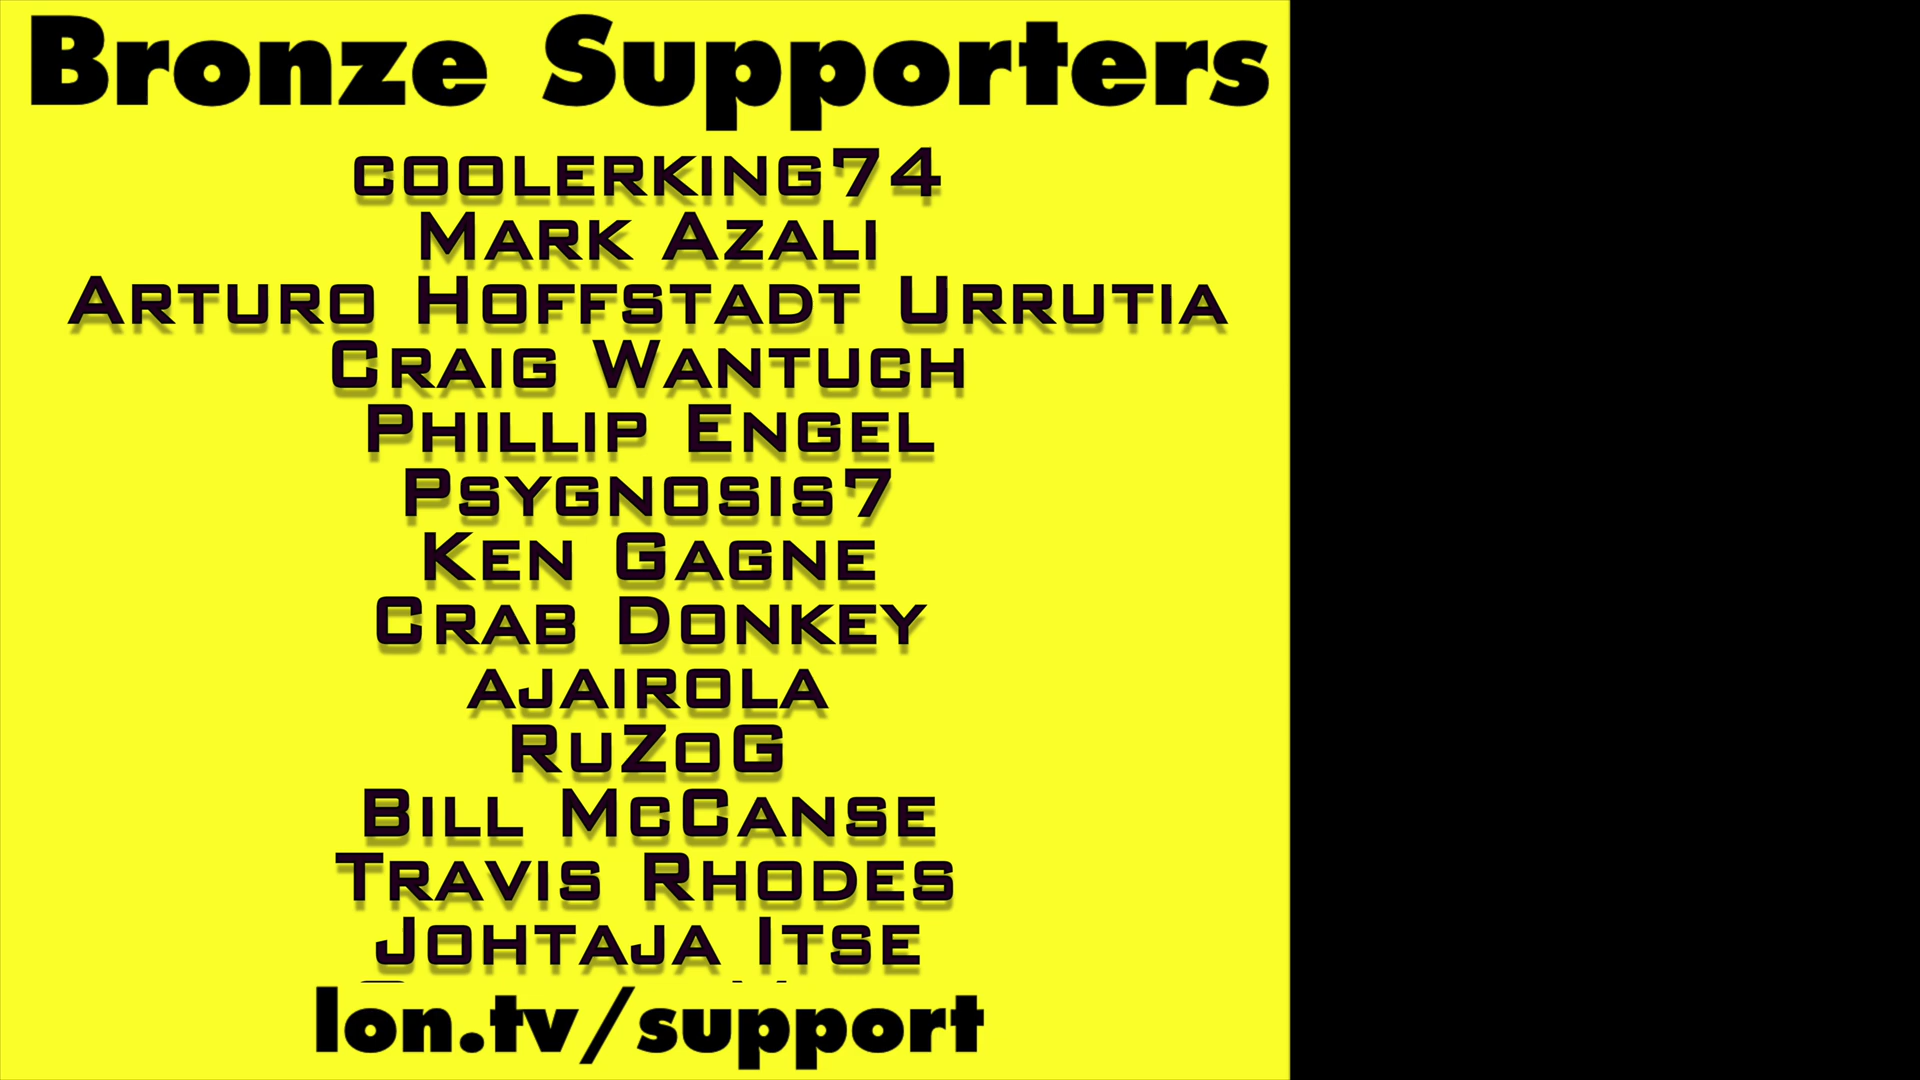 Bronze Supporters
coolerking74
Mark Azali
Arturo Hoffstadt Urrutia
Craig Wantuch
Phillip Engel
Psygnosis7
Ken Gagne
Crab Donkey
ajairola
RuZoG
Bill McCanse
Travis Rhodes
Johtaja Itse
lon.tv/support